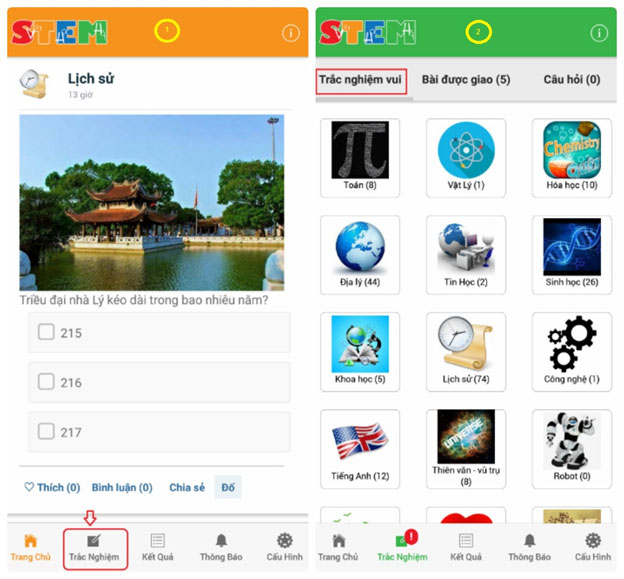 STEM
1
i
Lịch sử
13 giờ
Triều đại nhà Lý kéo dài trong bao nhiêu năm?
215
216
217
Thích (0) Bình luận (0) Chia sẻ Đố
Trang Chủ Trắc Nghiệm Kết Quả Thông Báo Cấu Hình
STEM
2
i
Trắc nghiệm vui Bài được giao (5) Câu hỏi (0)
Chemistry
Toán (8) Vật Lý (1) Hóa học (10)
Địa lý (44) Tin Học (2) Sinh học (26)
Khoa học (5) Lịch sử (74) Công nghệ (1)
UNIVERSE
Tiếng Anh (12) Thiên văn - vũ trụ (8) Robot (0)
!
Trang Chủ Trắc Nghiệm Kết Quả Thông Báo Cấu Hình